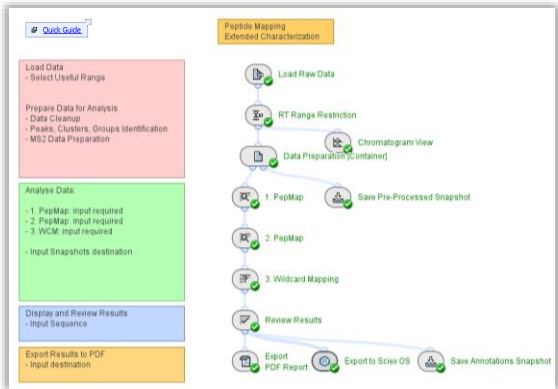 Quick Guide
Peptide Mapping
Extended Characterization
Load Data
- Select Useful Range
Prepare Data for Analysis
- Data Cleanup
- Peaks, Clusters, Groups Identification
- MS2 Data Preparation
Analyse Data:
- 1. PepMap: input required
- 2. PepMap: input required
- 3. WCM: input required
- Input Snapshots destination
Display and Review Results
- Input Sequence
Export Results to PDF
- Input destination
Load Raw Data
RT Range Restriction
Chromatogram View
Data Preparation [Container]
1. PepMap
Save Pre-Processed Snapshot
2. PepMap
3. Wildcard Mapping
Review Results
Export
PDF Report
Export to Sciex OS
Save Annotations Snapshot